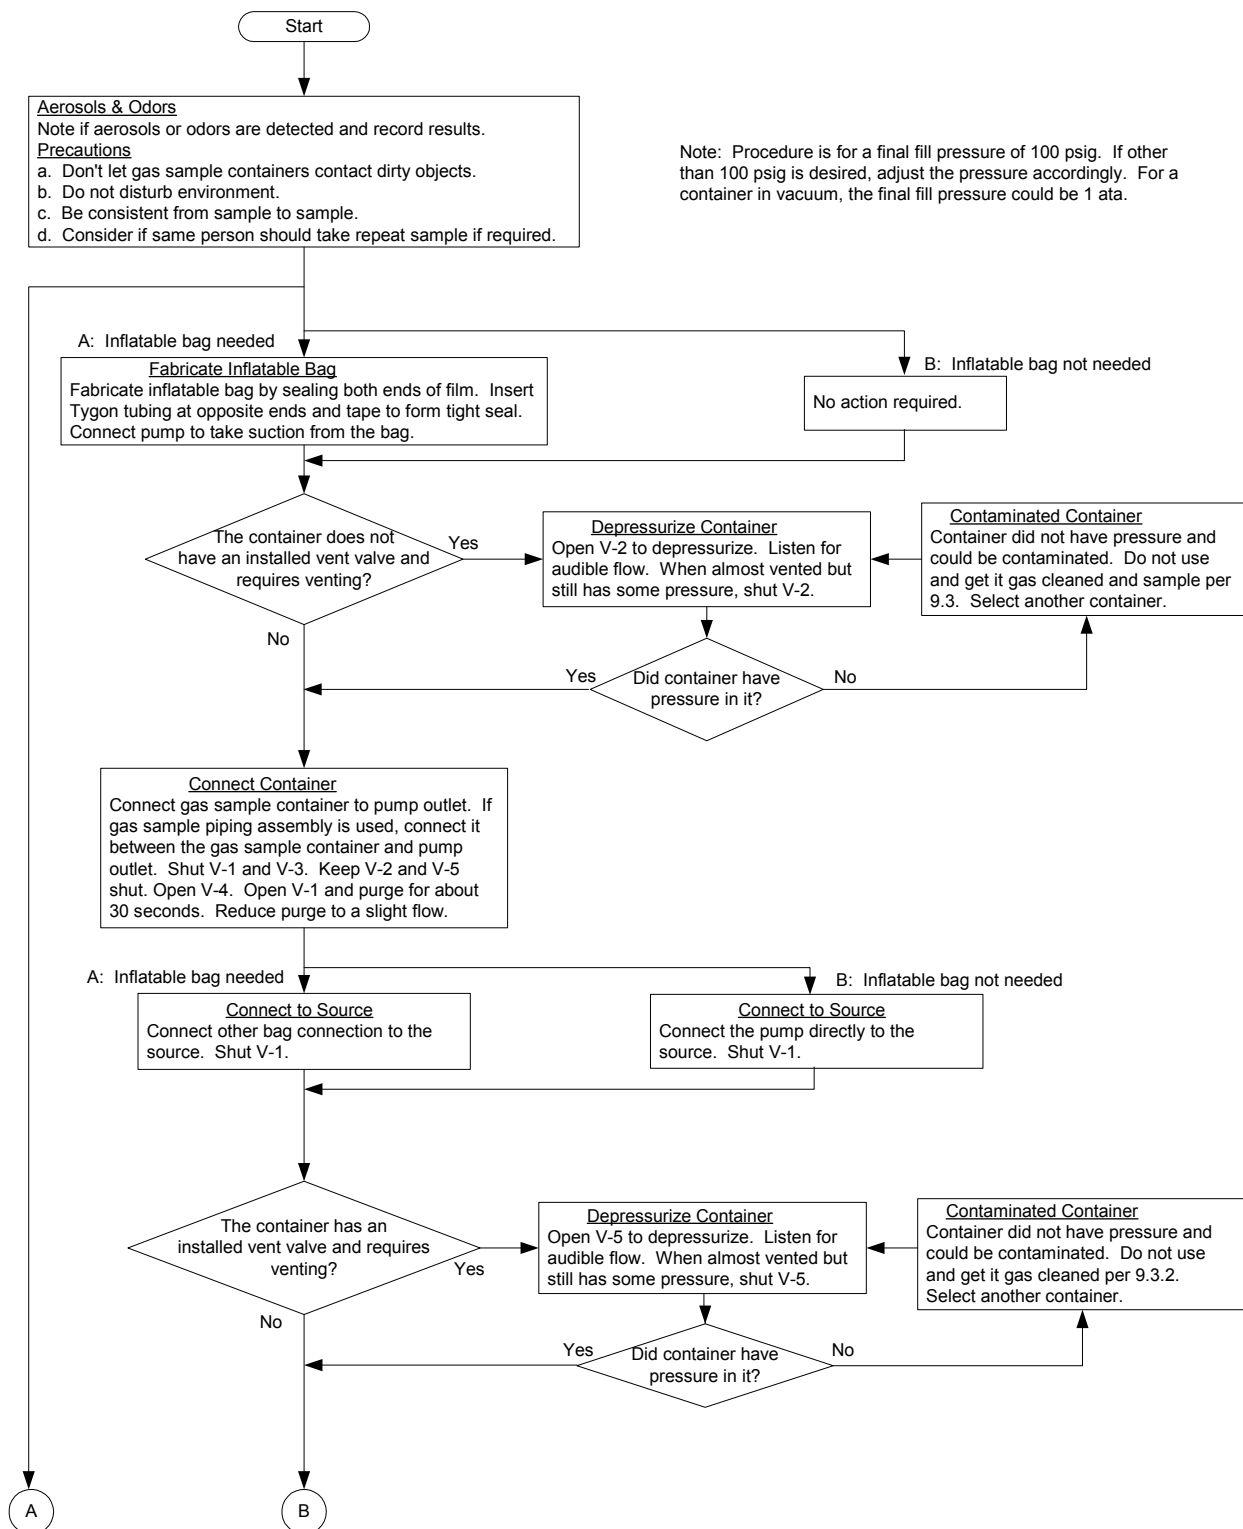 Start
Aerosols & Odors
Note if aerosols or odors are detected and record results.
Precautions
a.  Don't let gas sample containers contact dirty objects.
b.  Do not disturb environment.
c.  Be consistent from sample to sample.
d.  Consider if same person should take repeat sample if required.
Note:  Procedure is for a final fill pressure of 100 psig.  If other
than 100 psig is desired, adjust the pressure accordingly.  For a
container in vacuum, the final fill pressure could be 1 ata.
A:  Inflatable bag needed
Fabricate Inflatable Bag
Fabricate inflatable bag by sealing both ends of film.  Insert
Tygon tubing at opposite ends and tape to form tight seal.
Connect pump to take suction from the bag.
B:  Inflatable bag not needed
No action required.
The container does not
have an installed vent valve and
requires venting?
Yes
No
Depressurize Container
Open V-2 to depressurize.  Listen for
audible flow.  When almost vented but
still has some pressure, shut V-2.
Contaminated Container
Container did not have pressure and
could be contaminated.  Do not use
and get it gas cleaned and sample per
9.3.  Select another container.
Yes
Did container have
pressure in it?
No
Connect Container
Connect gas sample container to pump outlet.  If
gas sample piping assembly is used, connect it
between the gas sample container and pump
outlet.  Shut V-1 and V-3.  Keep V-2 and V-5
shut. Open V-4.  Open V-1 and purge for about
30 seconds.  Reduce purge to a slight flow.
A:  Inflatable bag needed
Connect to Source
Connect other bag connection to the
source.  Shut V-1.
B:  Inflatable bag not needed
Connect to Source
Connect the pump directly to the
source.  Shut V-1.
The container has an
installed vent valve and requires
venting?
Yes
No
Depressurize Container
Open V-5 to depressurize.  Listen for
audible flow.  When almost vented but
still has some pressure, shut V-5.
Contaminated Container
Container did not have pressure and
could be contaminated.  Do not use
and get it gas cleaned per 9.3.2.
Select another container.
Yes
Did container have
pressure in it?
No
A
B